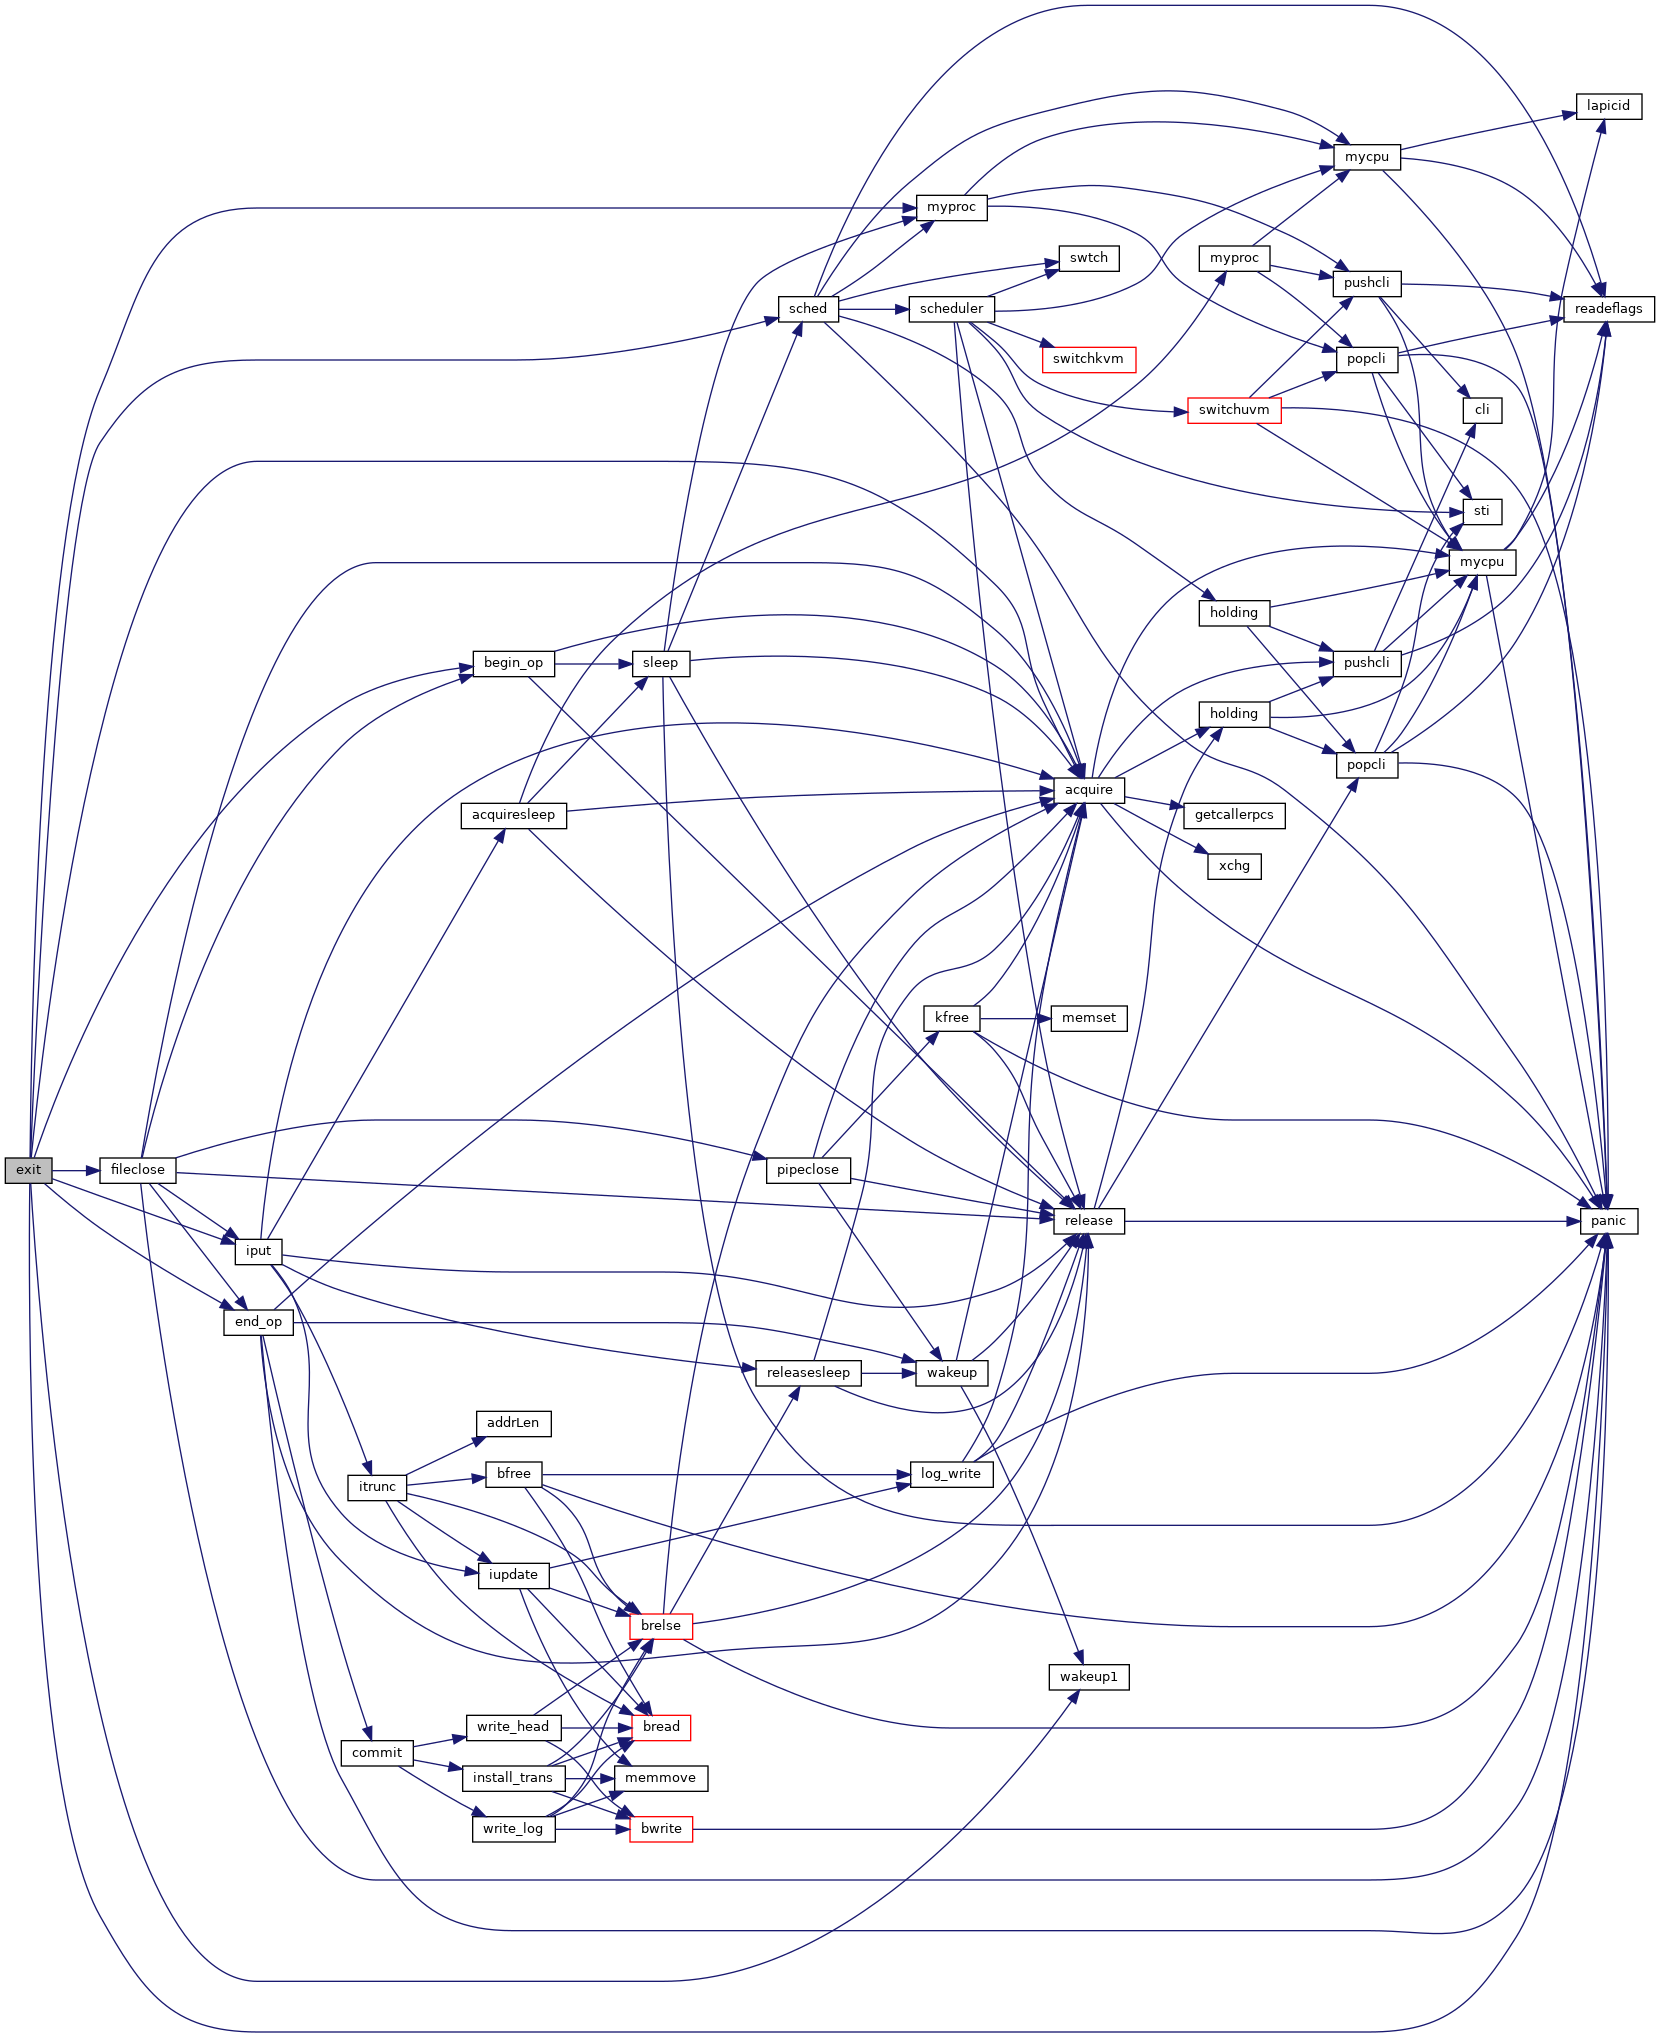 lapicid
mycpu
myproc
swtch
myproc
pushcli
sched
scheduler
readeflags
switchkvm
popcli
switchuvm
cli
sti
mycpu
holding
begin_op
sleep
pushcli
holding
popcli
acquire
acquiresleep
getcallerpcs
xchg
kfree
memset
exit
fileclose
pipeclose
release
panic
iput
end_op
releasesleep
wakeup
addrLen
bfree
log_write
itrunc
iupdate
brelse
wakeup1
write_head
bread
commit
install_trans
memmove
write_log
bwrite